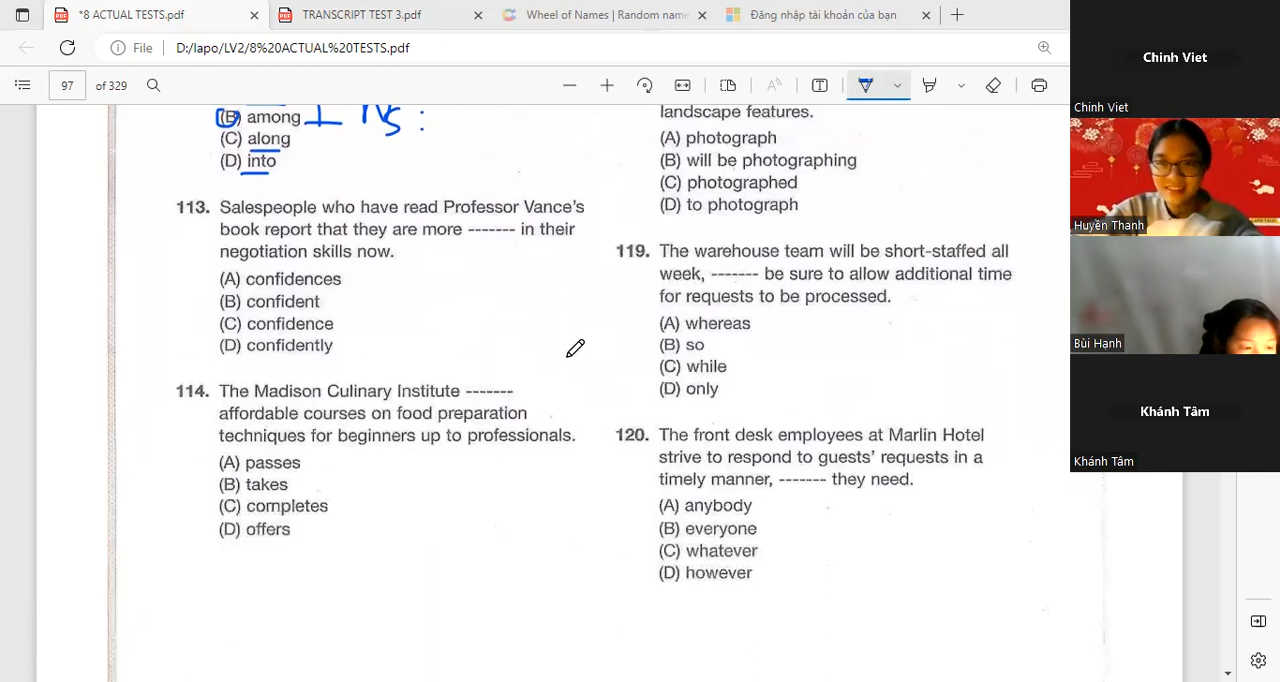 *8 ACTUAL TESTS.pdf
TRANSCRIPT TEST 3.pdf
Wheel of Names | Random name
Đăng nhập tài khoản của bạn
File
D:/lapo/LV2/8%20ACTUAL%20TESTS.pdf
97
of 329
(B) among
(C) along
(D) into
113. Salespeople who have read Professor Vance's
book report that they are more ------- in their
negotiation skills now.
(A) confidences
(B) confident
(C) confidence
(D) confidently
114. The Madison Culinary Institute -------
affordable courses on food preparation
techniques for beginners up to professionals.
(A) passes
(B) takes
(C) completes
(D) offers
landscape features.
(A) photograph
(B) will be photographing
(C) photographed
(D) to photograph
119. The warehouse team will be short-staffed all
week, ------- be sure to allow additional time
for requests to be processed.
(A) whereas
(B) so
(C) while
(D) only
120. The front desk employees at Marlin Hotel
strive to respond to guests' requests in a
timely manner, ------- they need.
(A) anybody
(B) everyone
(C) whatever
(D) however
Chinh Viet
Chinh Viet
Huyền Thanh
Bùi Hạnh
Khánh Tâm
Khánh Tâm